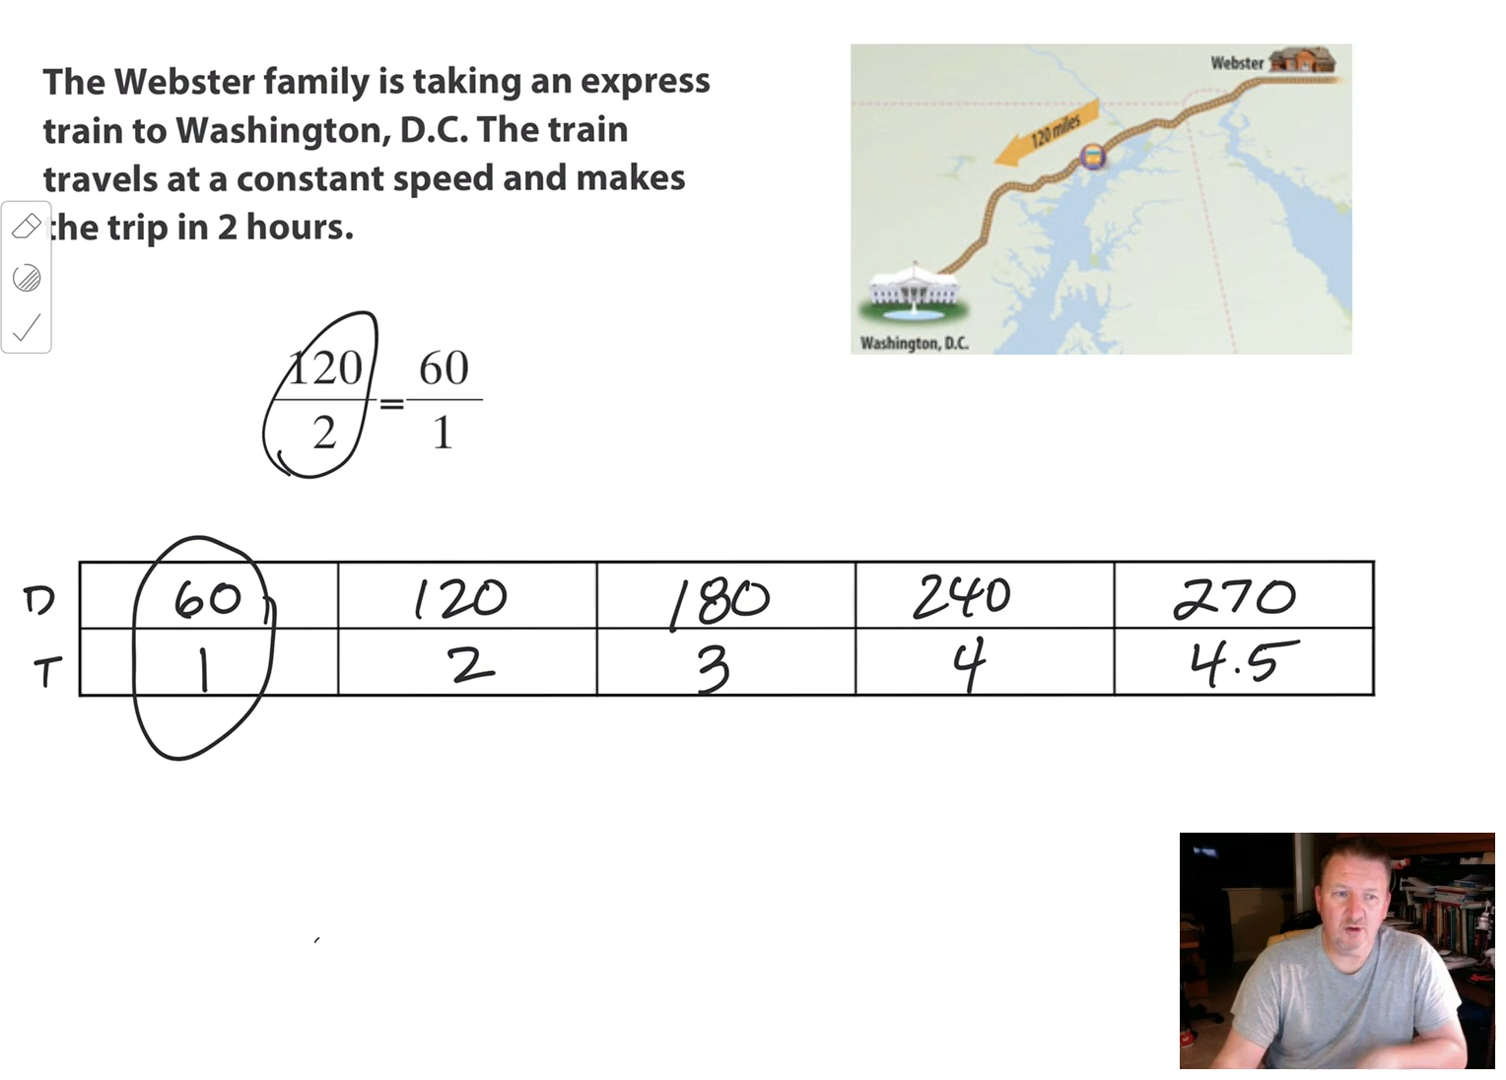 The Webster family is taking an express
train to Washington, D.C. The train
travels at a constant speed and makes
the trip in 2 hours.
Webster
120 miles
Washington, D.C.
120/2 = 60/1
D 60 120 180 240 270
T 1 2 3 4 4.5